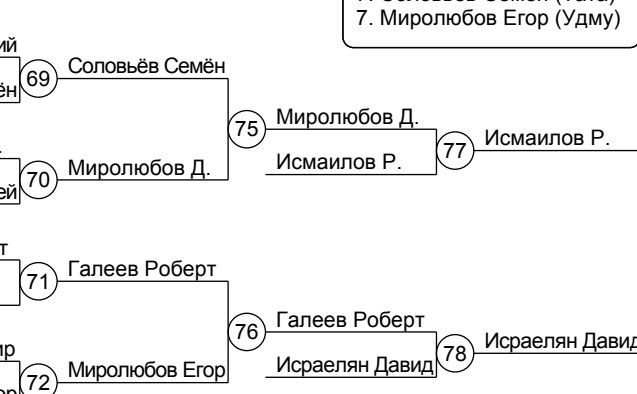 7. Миролюбов Егор (Удму)
69
Соловьёв Семён
75
Миролюбов Д.
77
Исмаилов Р.
70
Миролюбов Д.
Исмаилов Р.
71
Галеев Роберт
76
Галеев Роберт
78
Исраелян Давид
72
Миролюбов Егор
Исраелян Давид